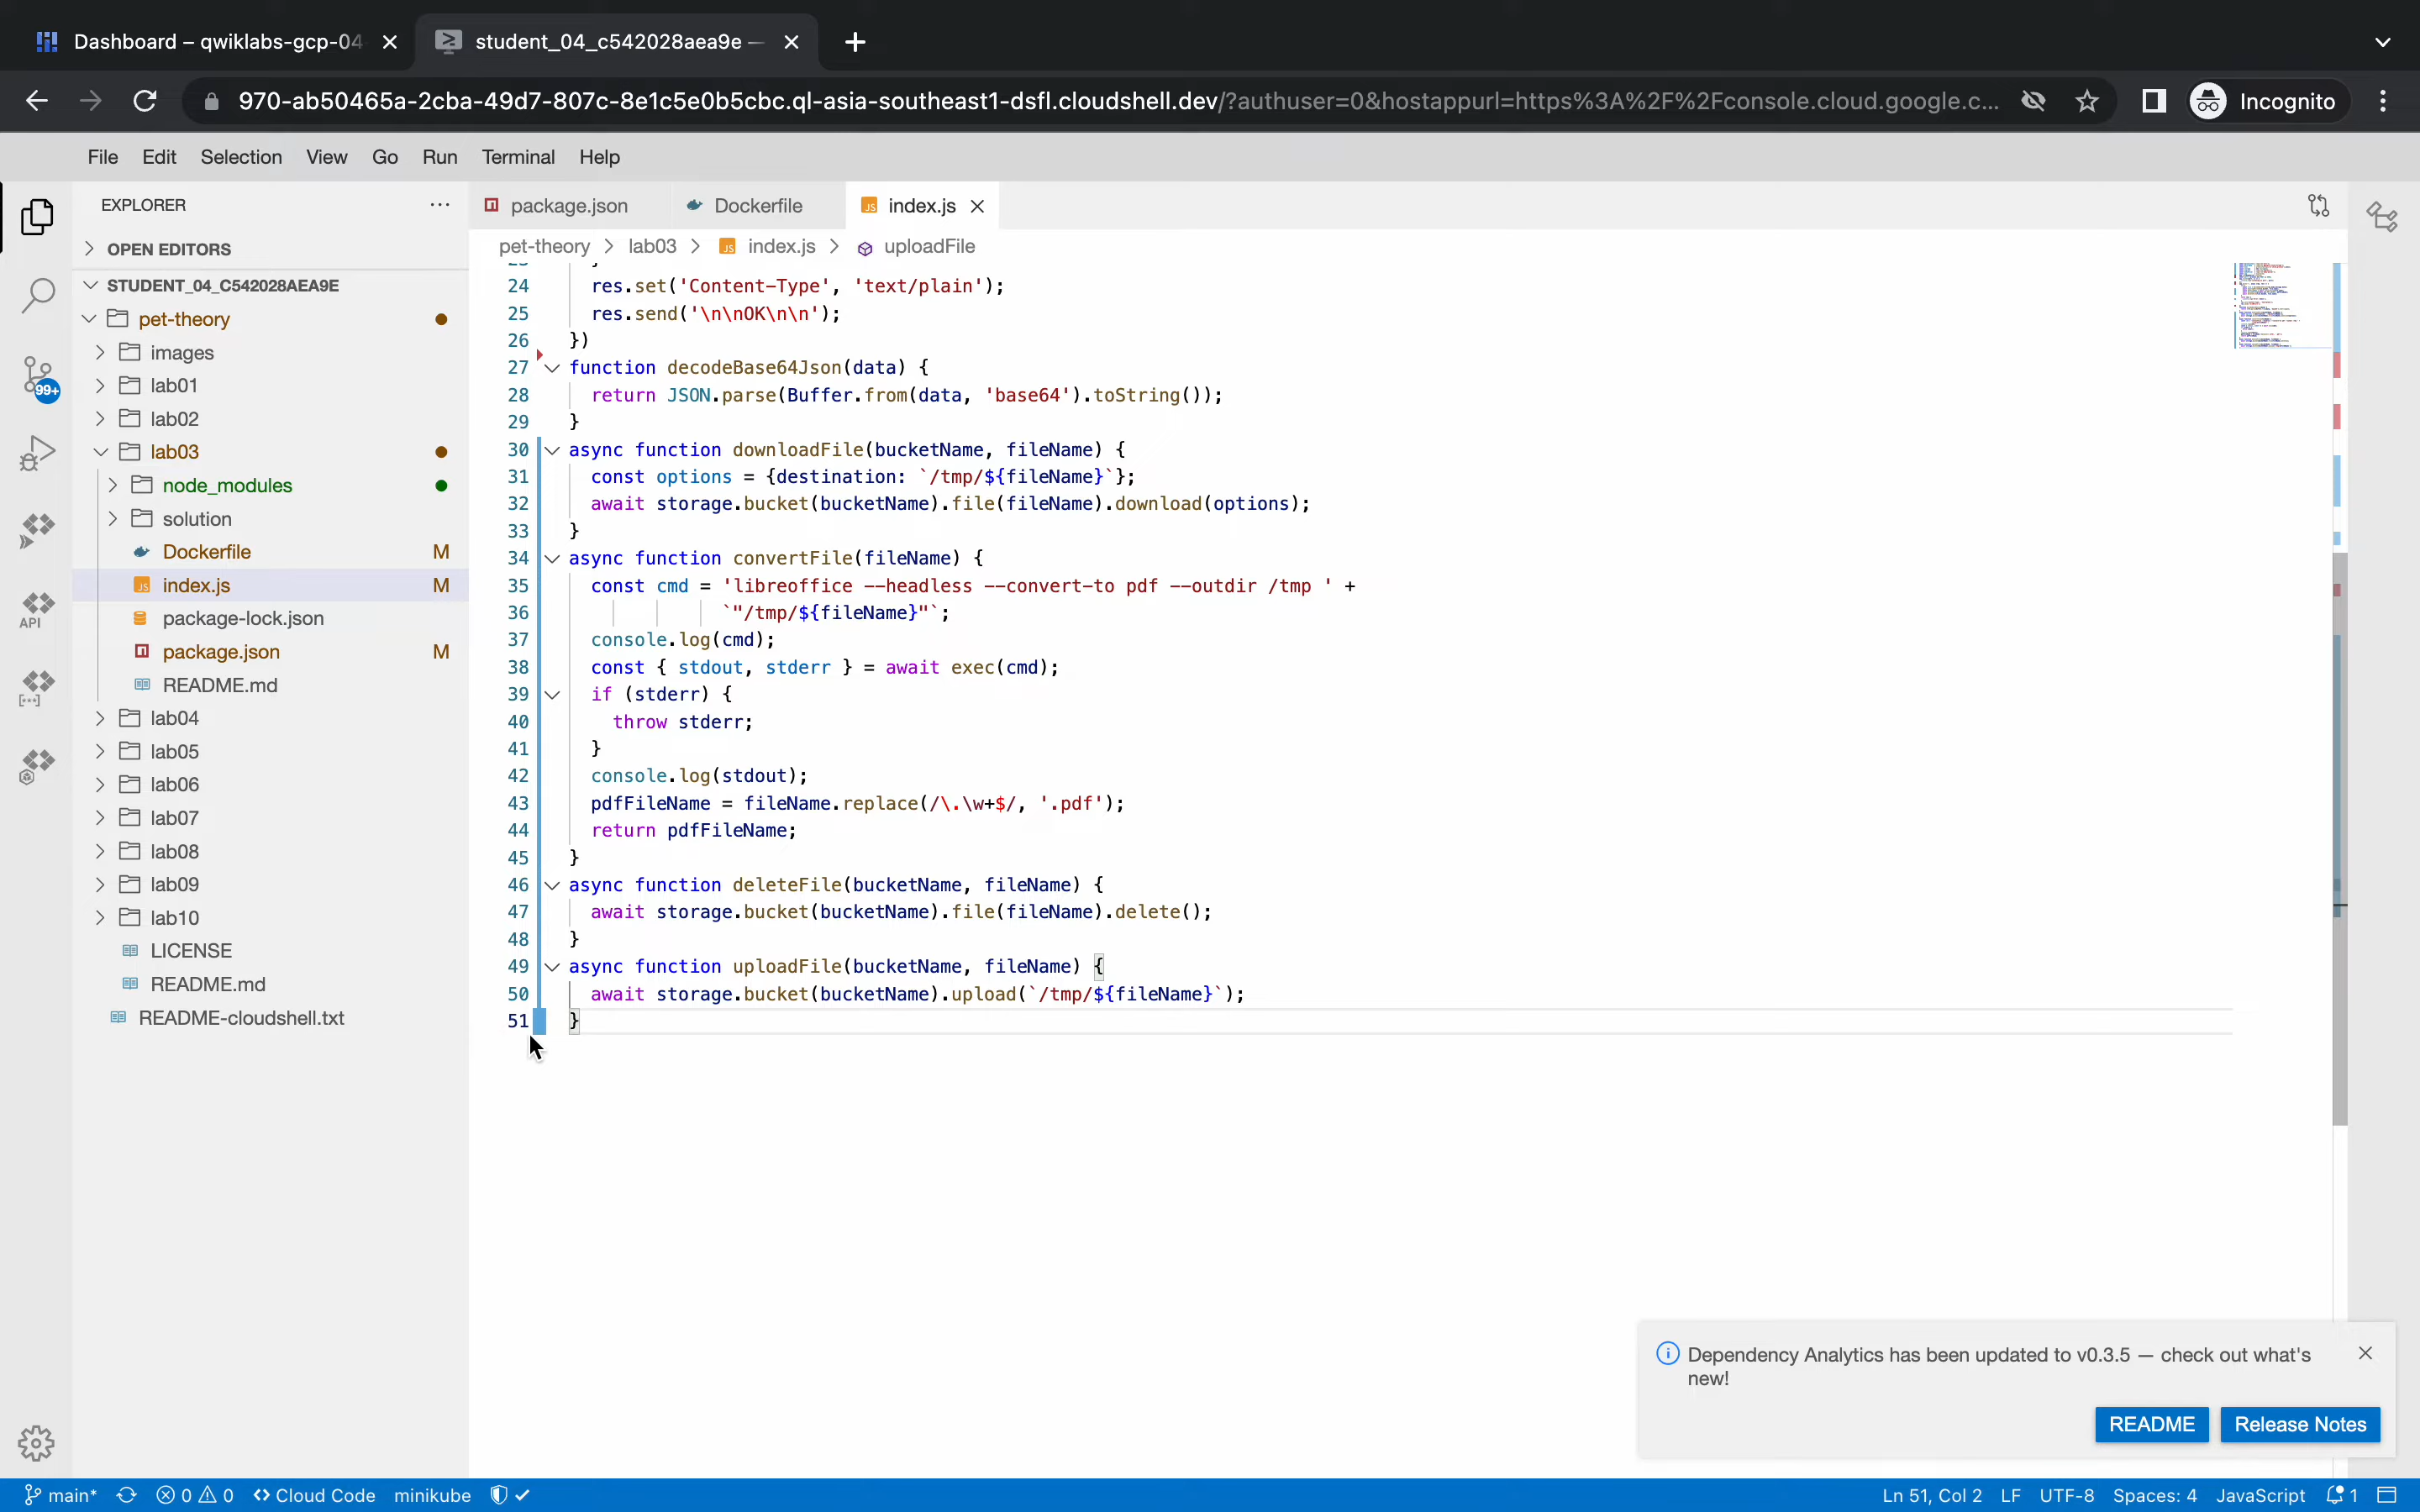 Dashboard – qwiklabs-gcp-04
student_04_c542028aea9e —
970-ab50465a-2cba-49d7-807c-8e1c5e0b5cbc.ql-asia-southeast1-dsfl.cloudshell.dev/?authuser=0&hostappurl=https%3A%2F%2Fconsole.cloud.google.c...
Incognito
File Edit Selection View Go Run Terminal Help
EXPLORER
package.json
Dockerfile
index.js
pet-theory > lab03 > index.js > uploadFile
OPEN EDITORS
STUDENT_04_C542028AEA9E
pet-theory
images
lab01
lab02
lab03
node_modules
solution
Dockerfile M
index.js M
package-lock.json
package.json M
README.md
lab04
lab05
lab06
lab07
lab08
lab09
lab10
LICENSE
README.md
README-cloudshell.txt
99+
API
24 res.set('Content-Type', 'text/plain');
25 res.send('\n\nOK\n\n');
26 })
27 function decodeBase64Json(data) {
28 return JSON.parse(Buffer.from(data, 'base64').toString());
29 }
30 async function downloadFile(bucketName, fileName) {
31 const options = {destination: `/tmp/${fileName}`};
32 await storage.bucket(bucketName).file(fileName).download(options);
33 }
34 async function convertFile(fileName) {
35 const cmd = 'libreoffice --headless --convert-to pdf --outdir /tmp ' +
36 `"/tmp/${fileName}"`;
37 console.log(cmd);
38 const { stdout, stderr } = await exec(cmd);
39 if (stderr) {
40 throw stderr;
41 }
42 console.log(stdout);
43 pdfFileName = fileName.replace(/\.\w+$/, '.pdf');
44 return pdfFileName;
45 }
46 async function deleteFile(bucketName, fileName) {
47 await storage.bucket(bucketName).file(fileName).delete();
48 }
49 async function uploadFile(bucketName, fileName) {
50 await storage.bucket(bucketName).upload(`/tmp/${fileName}`);
51 }
Dependency Analytics has been updated to v0.3.5 — check out what's
new!
README
Release Notes
main* 0 0 Cloud Code minikube
Ln 51, Col 2 LF UTF-8 Spaces: 4 JavaScript 1